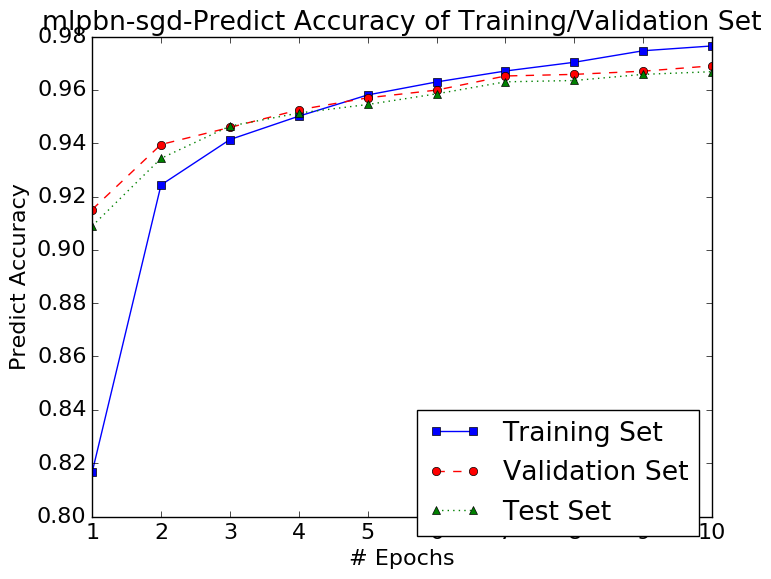 mlpbn-sgd-Predict Accuracy of Training/Validation Set
0.98
0.96
0.94
0.92
0.90
0.88
0.86
0.84
0.82
0.80
Predict Accuracy
Training Set
Validation Set
Test Set
1 2 3 4 5 10
# Epochs